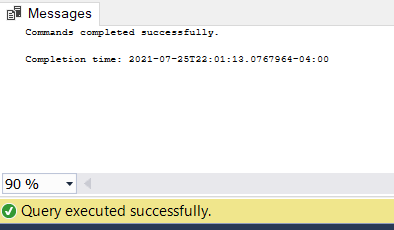 Messages
Commands completed successfully.
Completion time: 2021-07-25T22:01:13.0767964-04:00
90 %
Query executed successfully.